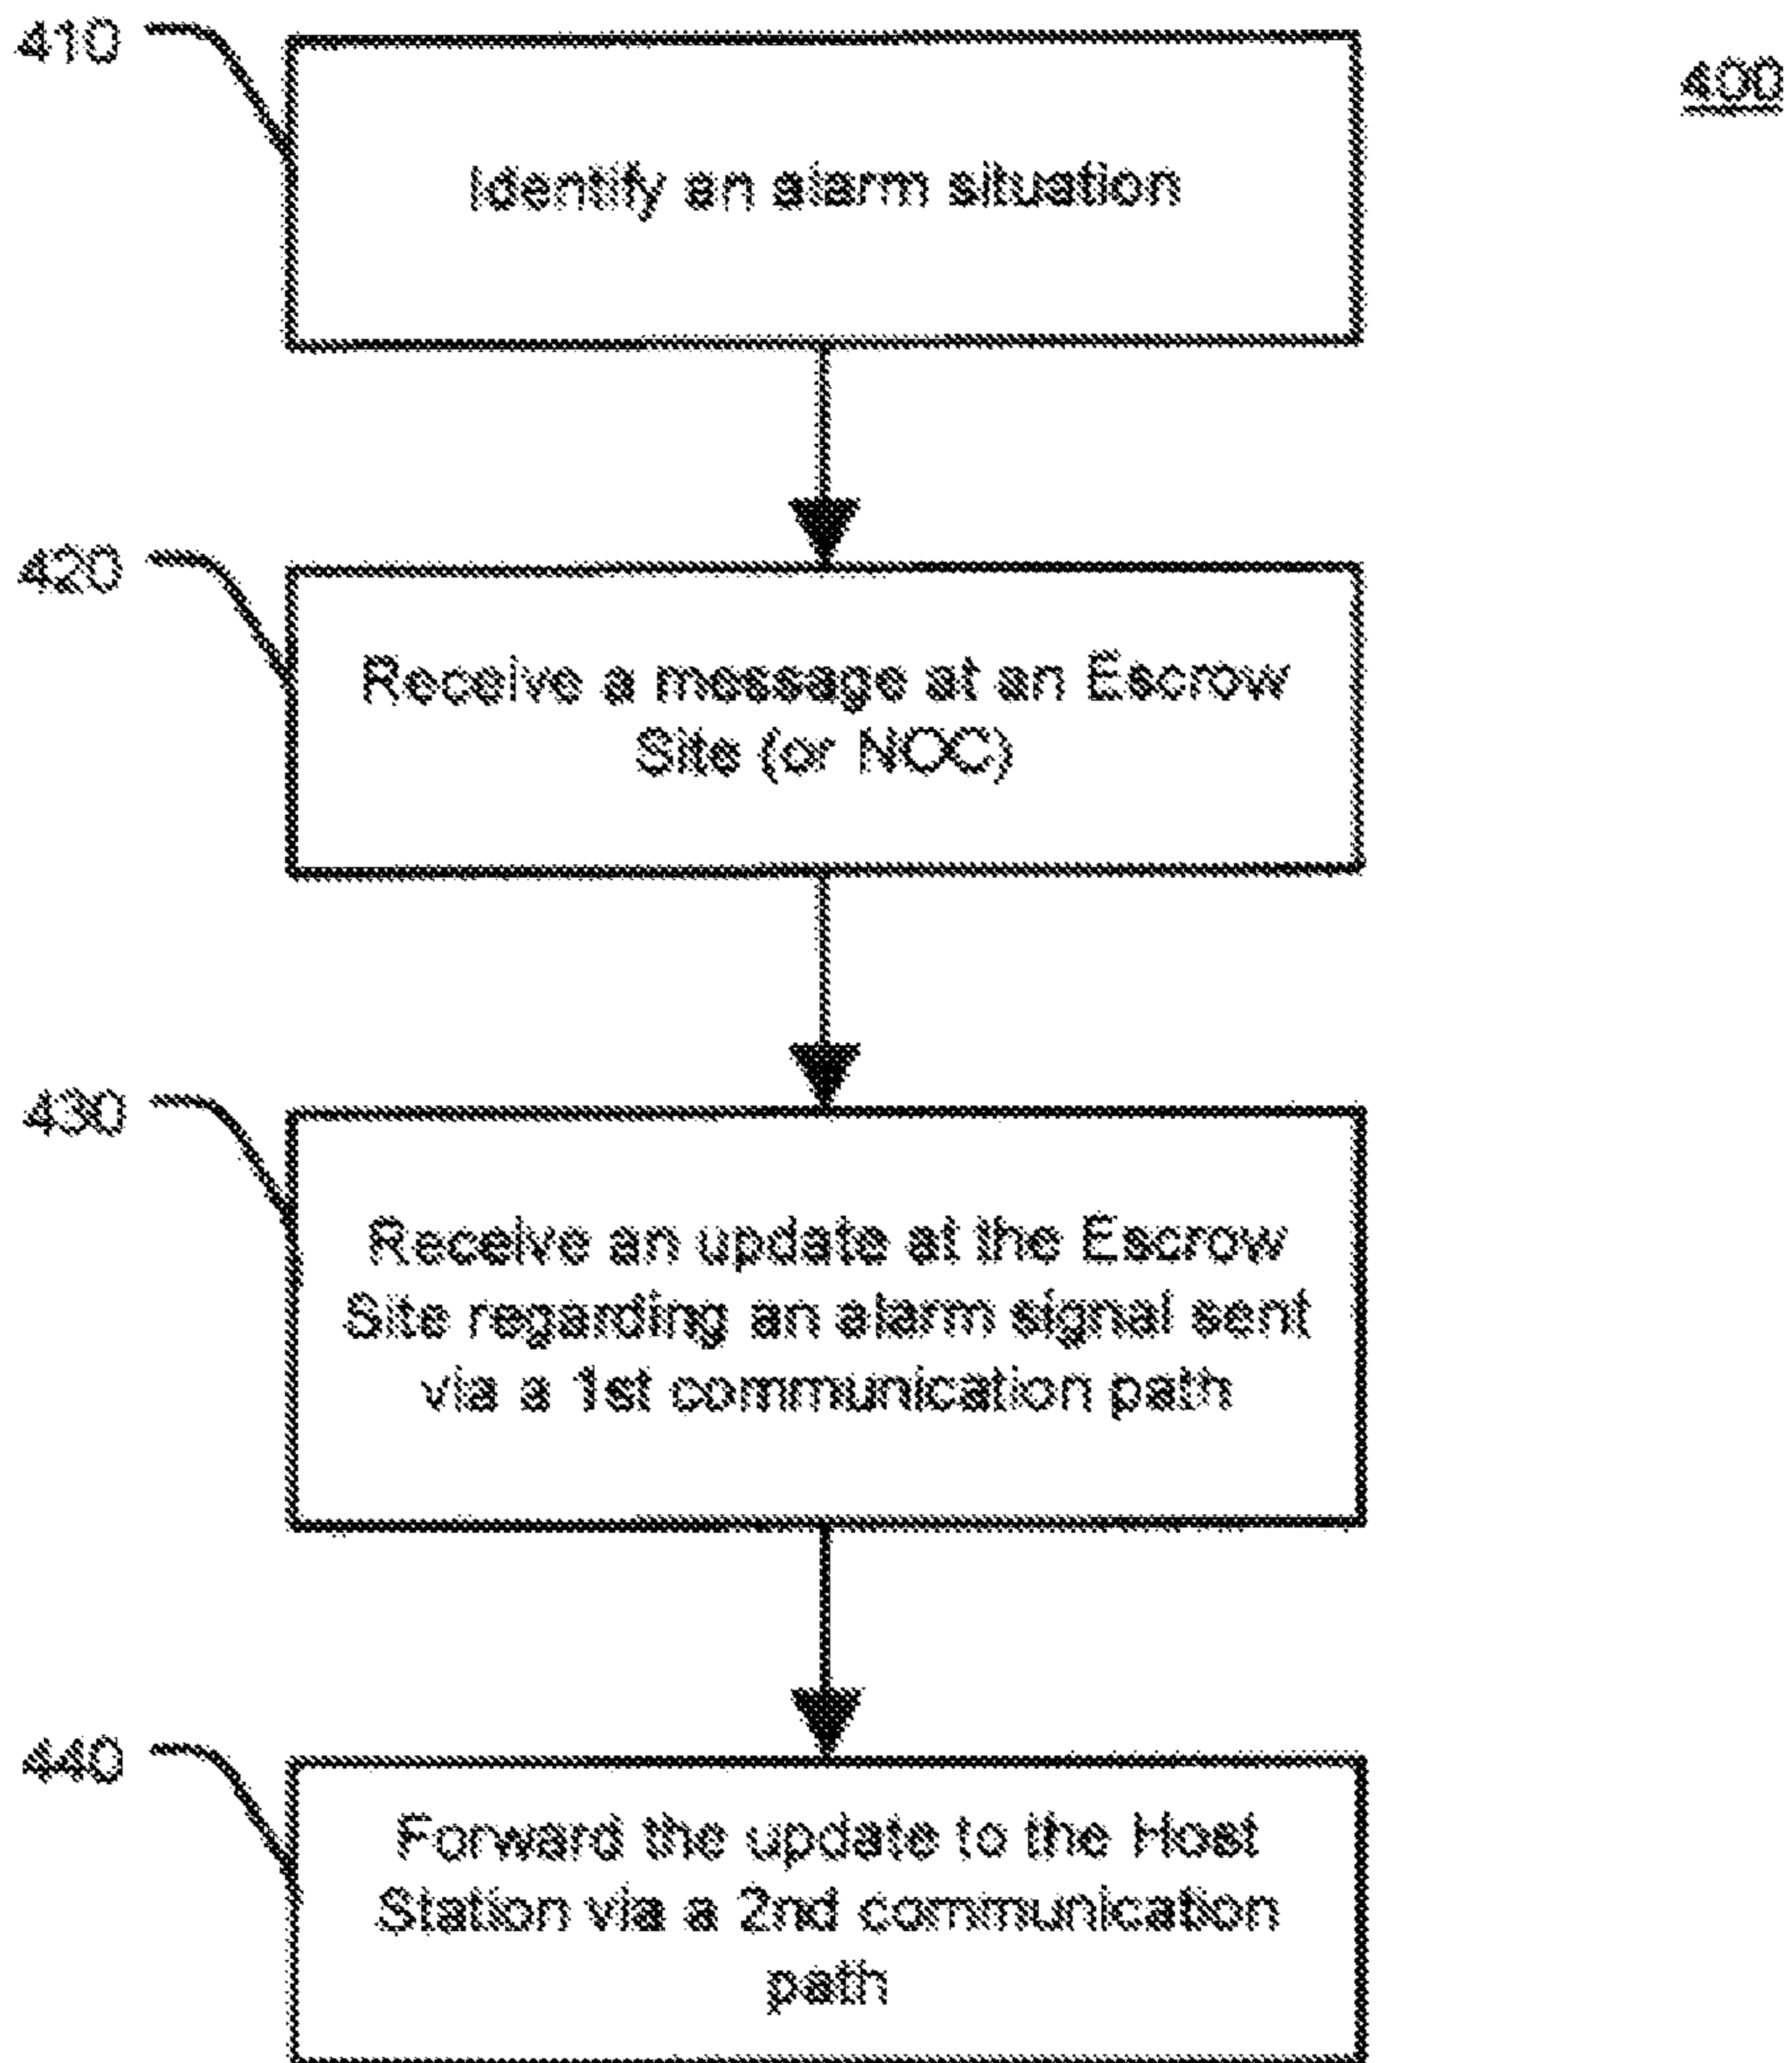 410
400
Identify an alarm situation
420
Receive a message at an Escrow
Site (or NOC)
430
Receive an update at the Escrow
Site regarding an alarm signal sent
via a 1st communication path
440
Forward the update to the Host
Station via a 2nd communication
path